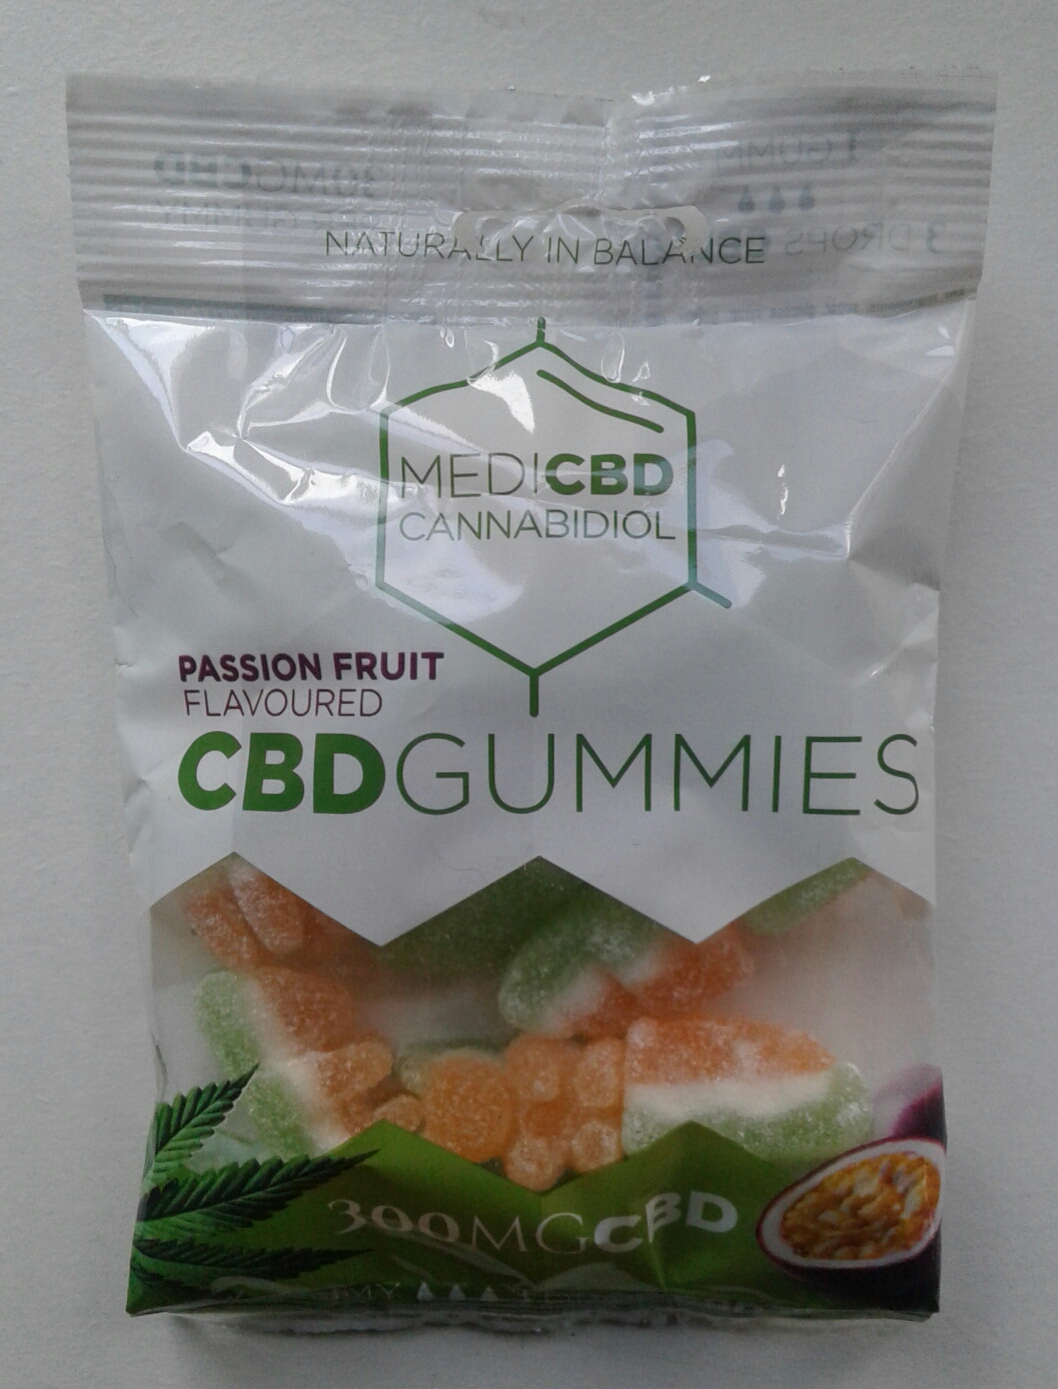 NATURALLY IN BALANCE
MEDICBD
CANNABIDIOL
PASSION FRUIT
FLAVOURED
CBDGUMMIES
300MGCBD